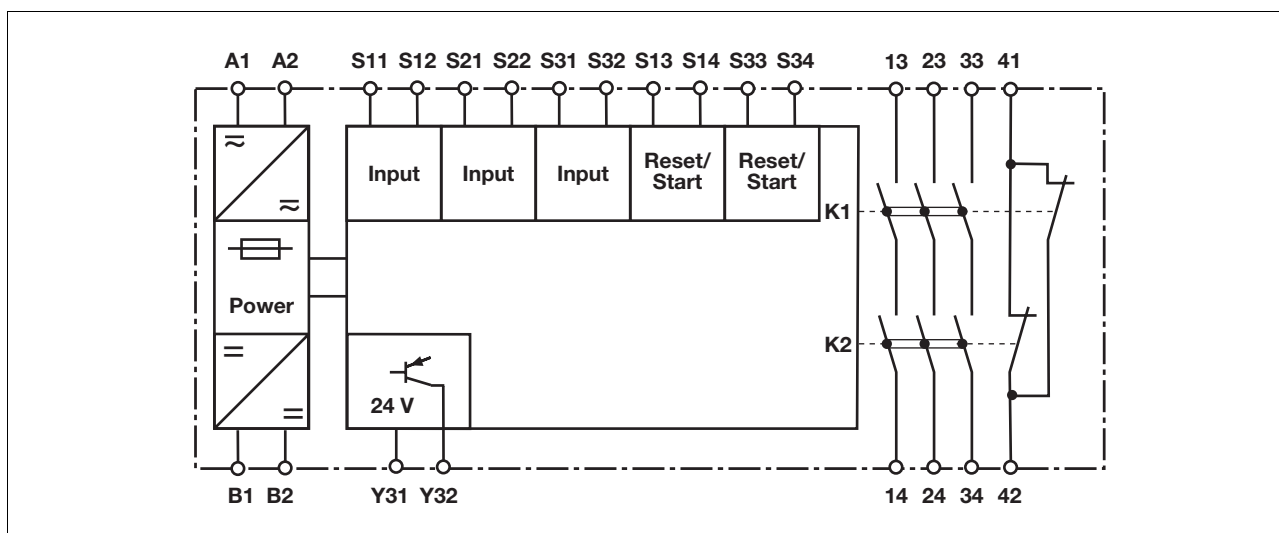 A1 A2 S11 S12 S21 S22 S31 S32 S13 S14 S33 S34 13 23 33 41
Input Input Input Reset/ Start Reset/ Start
K1
Power
K2
24 V
B1 B2 Y31 Y32 14 24 34 42